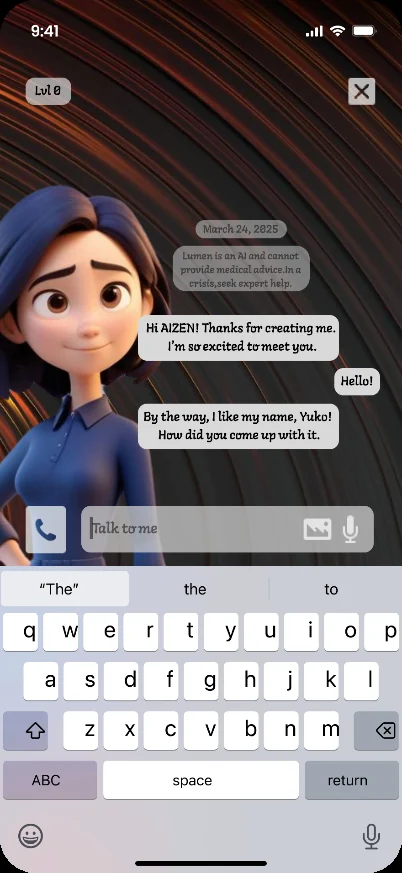 9:41
Lvl 0
March 24, 2025
Lumen is an AI and cannot
provide medical advice.In a
crisis,seek expert help.
Hi AIZEN! Thanks for creating me.
I'm so excited to meet you.
Hello!
By the way, I like my name, Yuko!
How did you come up with it.
Talk to me
“The” the to
q w e r t y u i o p
a s d f g h j k l
z x c v b n m
ABC space return